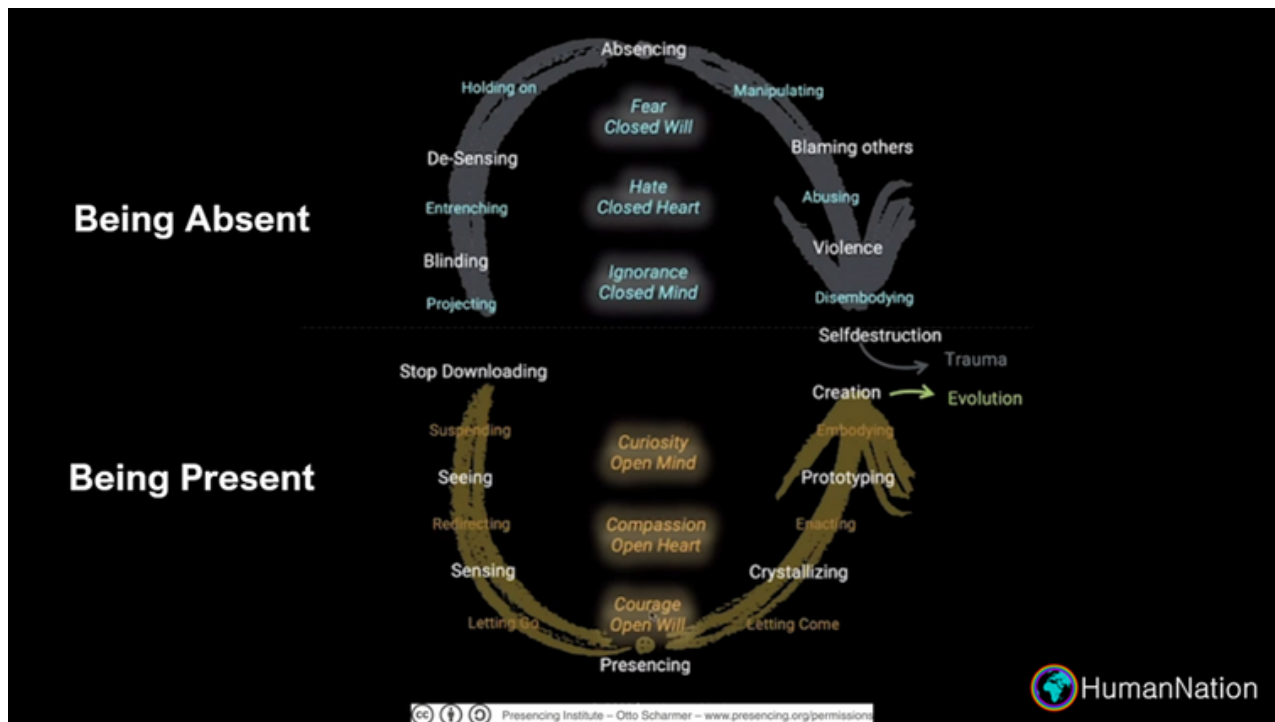 Absencing
Holding on
Manipulating
Fear
Closed Will
Blaming others
De-Sensing
Hate
Closed Heart
Abusing
Entrenching
Being Absent
Violence
Blinding
Ignorance
Closed Mind
Projecting
Disembodying
Selfdestruction
Trauma
Stop Downloading
Creation
Evolution
Suspending
Curiosity
Open Mind
Embodying
Being Present
Seeing
Prototyping
Redirecting
Compassion
Open Heart
Enacting
Sensing
Crystallizing
Courage
Open Will
Letting Go
Letting Come
Presencing
HumanNation
cc Presencing Institute – Otto Scharmer – www.presencing.org/permissions